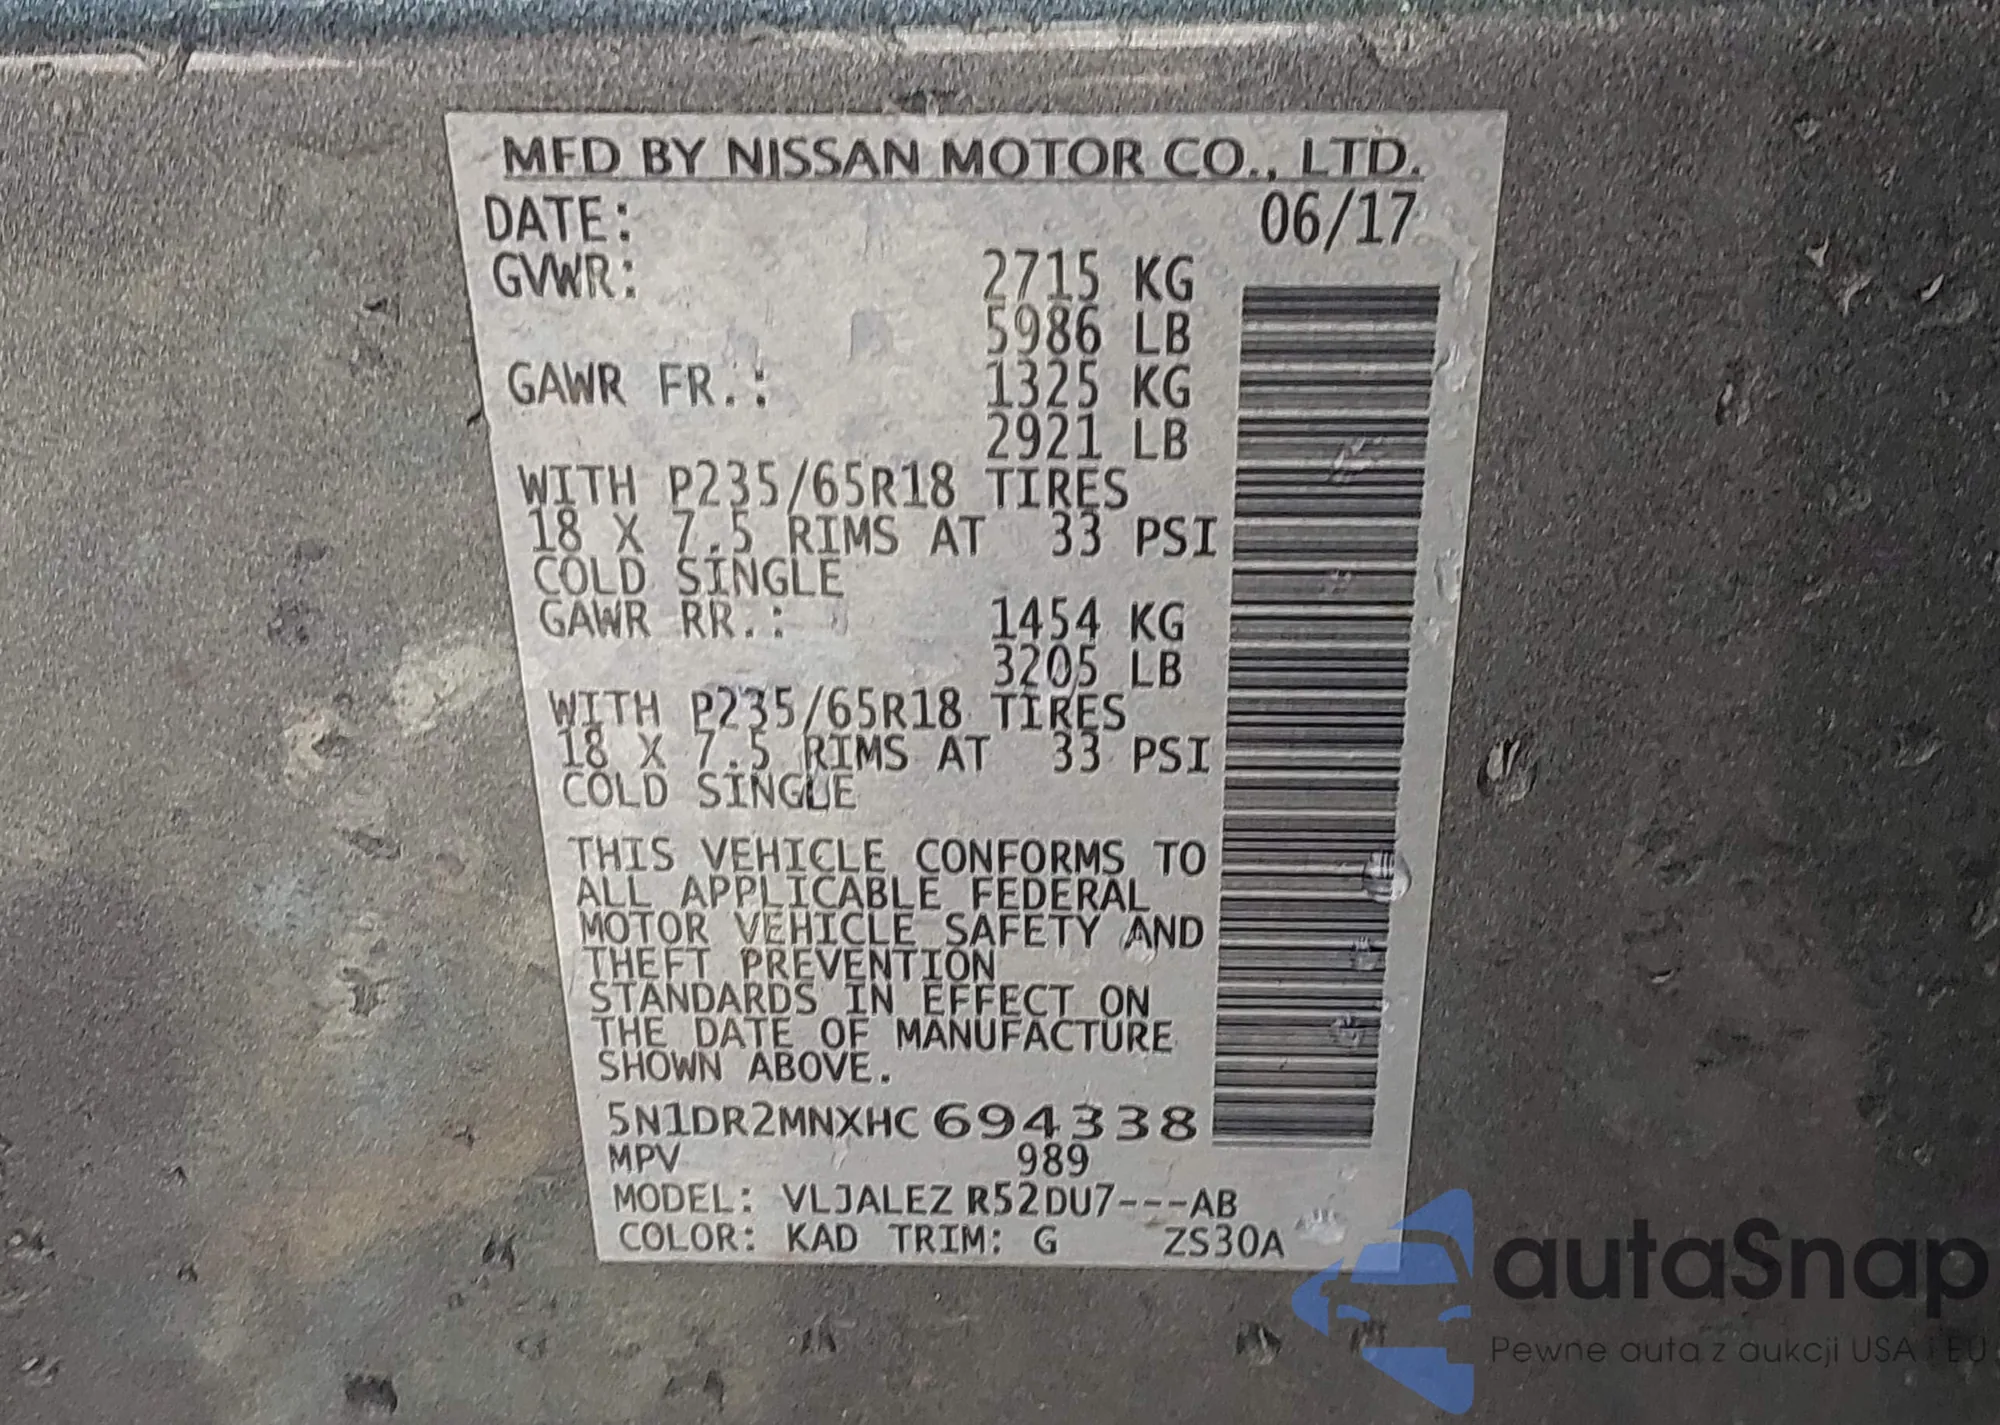 MFD BY NISSAN MOTOR CO., LTD.
DATE: 06/17
GVWR: 2715 KG
5986 LB
GAWR FR.: 1325 KG
2921 LB
WITH P235/65R18 TIRES
18 X 7.5 RIMS AT 33 PSI
COLD SINGLE
GAWR RR.: 1454 KG
3205 LB
WITH P235/65R18 TIRES
18 X 7.5 RIMS AT 33 PSI
COLD SINGLE
THIS VEHICLE CONFORMS TO
ALL APPLICABLE FEDERAL
MOTOR VEHICLE SAFETY AND
THEFT PREVENTION
STANDARDS IN EFFECT ON
THE DATE OF MANUFACTURE
SHOWN ABOVE.
5N1DR2MNXHC694338
MPV 989
MODEL: VLJALEZ R52DU7---AB
COLOR: KAD TRIM: G ZS30A
autaSnap
Pewne auta z aukcji USA i EU